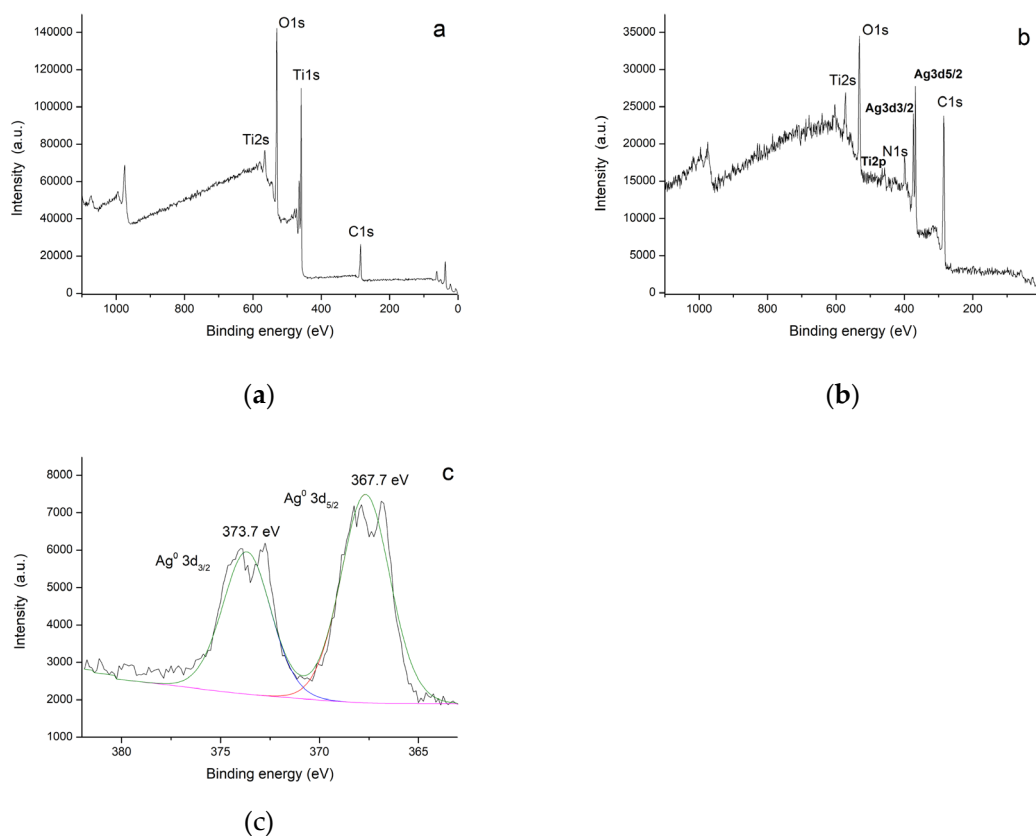 a
140000
120000
100000
80000
60000
40000
20000
0
Intensity (a.u.)
O1s
Ti1s
Ti2s
C1s
1000 800 600 400 200 0
Binding energy (eV)
(a)
b
35000
30000
25000
20000
15000
10000
5000
0
Intensity (a.u.)
O1s
Ti2s
Ag3d5/2
Ag3d3/2
C1s
N1s
Ti2p
1000 800 600 400 200
Binding energy (eV)
(b)
c
8000
7000
6000
5000
4000
3000
2000
1000
Intensity (a.u.)
367.7 eV
Ag⁰ 3d₅/₂
373.7 eV
Ag⁰ 3d₃/₂
380 375 370 365
Binding energy (eV)
(c)